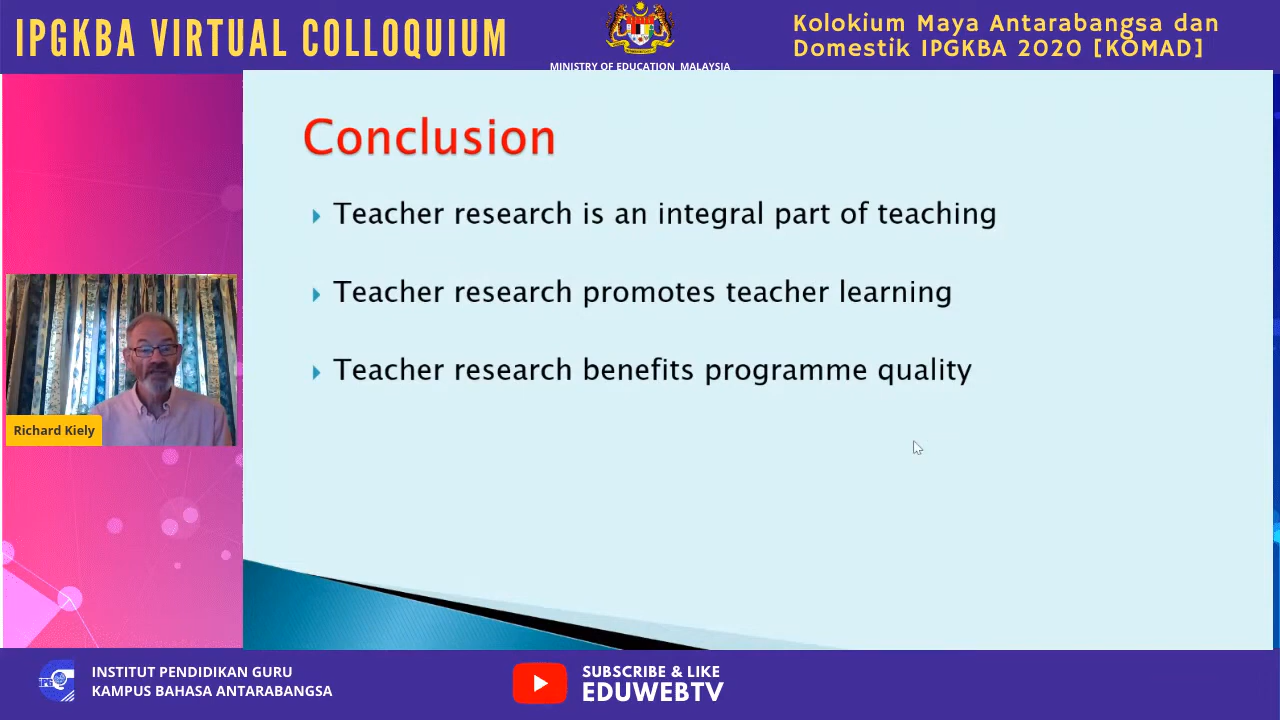 IPGKBA VIRTUAL COLLOQUIUM
MINISTRY OF EDUCATION MALAYSIA
Kolokium Maya Antarabangsa dan
Domestik IPGKBA 2020 [KOMAD]
Conclusion
Teacher research is an integral part of teaching
Teacher research promotes teacher learning
Teacher research benefits programme quality
Richard Kiely
IPG
INSTITUT PENDIDIKAN GURU
KAMPUS BAHASA ANTARABANGSA
SUBSCRIBE & LIKE
EDUWEBTV